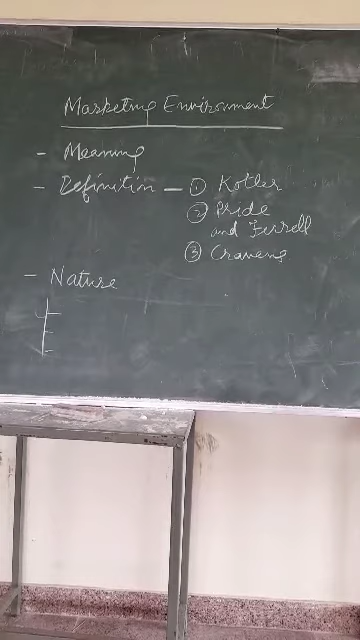 Marketing Environment
- Meaning
- Definition - ① Kotler
② Pride
and Ferrell
③ Cravens
- Nature